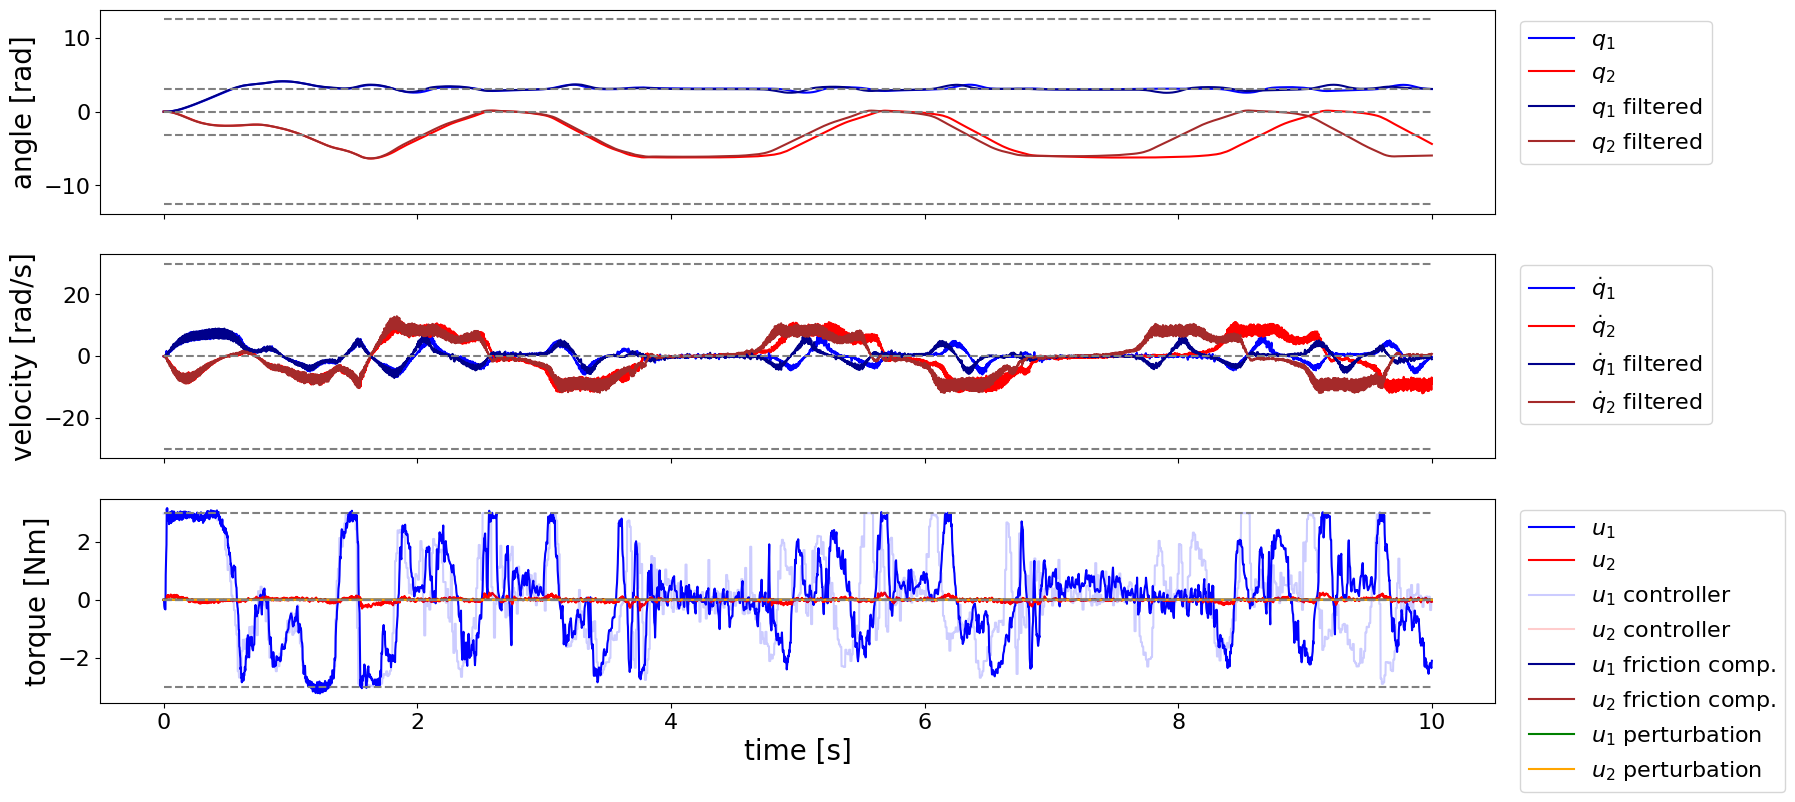 angle [rad]
10
0
−10
q₁
q₂
q₁ filtered
q₂ filtered
velocity [rad/s]
20
0
−20
q̇₁
q̇₂
q̇₁ filtered
q̇₂ filtered
torque [Nm]
2
0
−2
0 2 4 6 8 10
time [s]
u₁
u₂
u₁ controller
u₂ controller
u₁ friction comp.
u₂ friction comp.
u₁ perturbation
u₂ perturbation